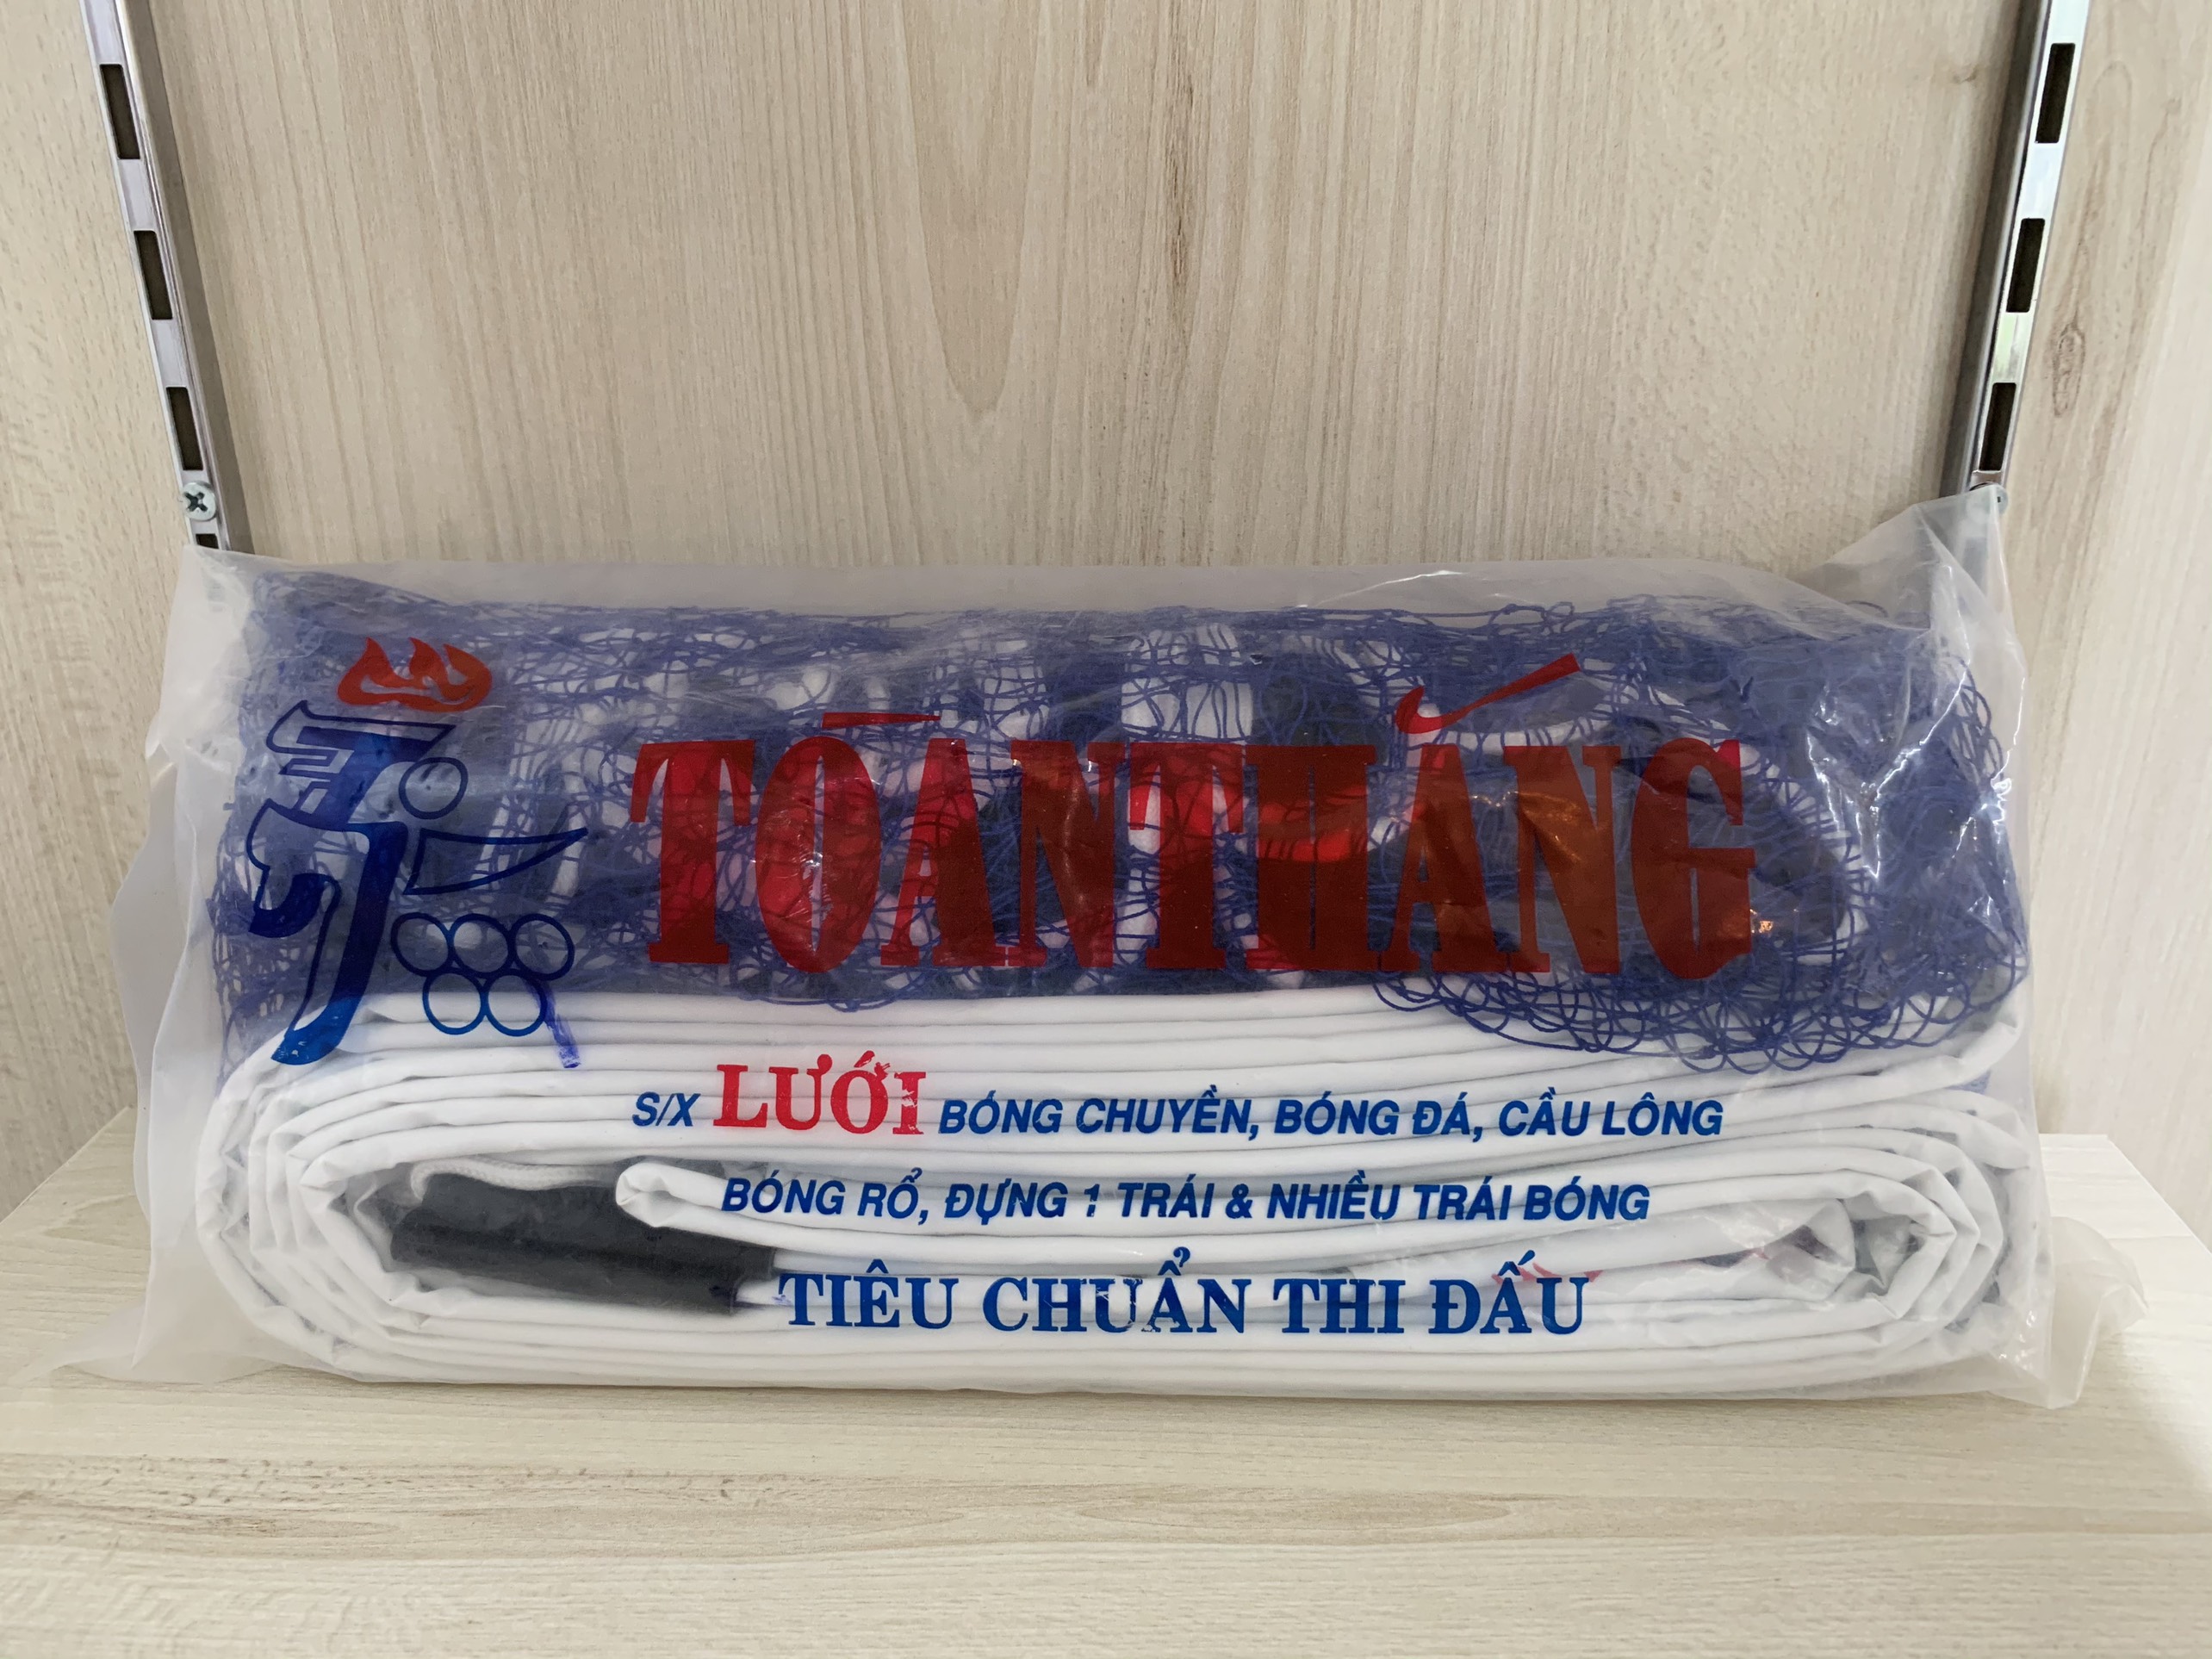 TOÀN THẮNG
S/X LƯỚI BÓNG CHUYỀN, BÓNG ĐÁ, CẦU LÔNG
BÓNG RỔ, ĐỰNG 1 TRÁI & NHIỀU TRÁI BÓNG
TIÊU CHUẨN THI ĐẤU